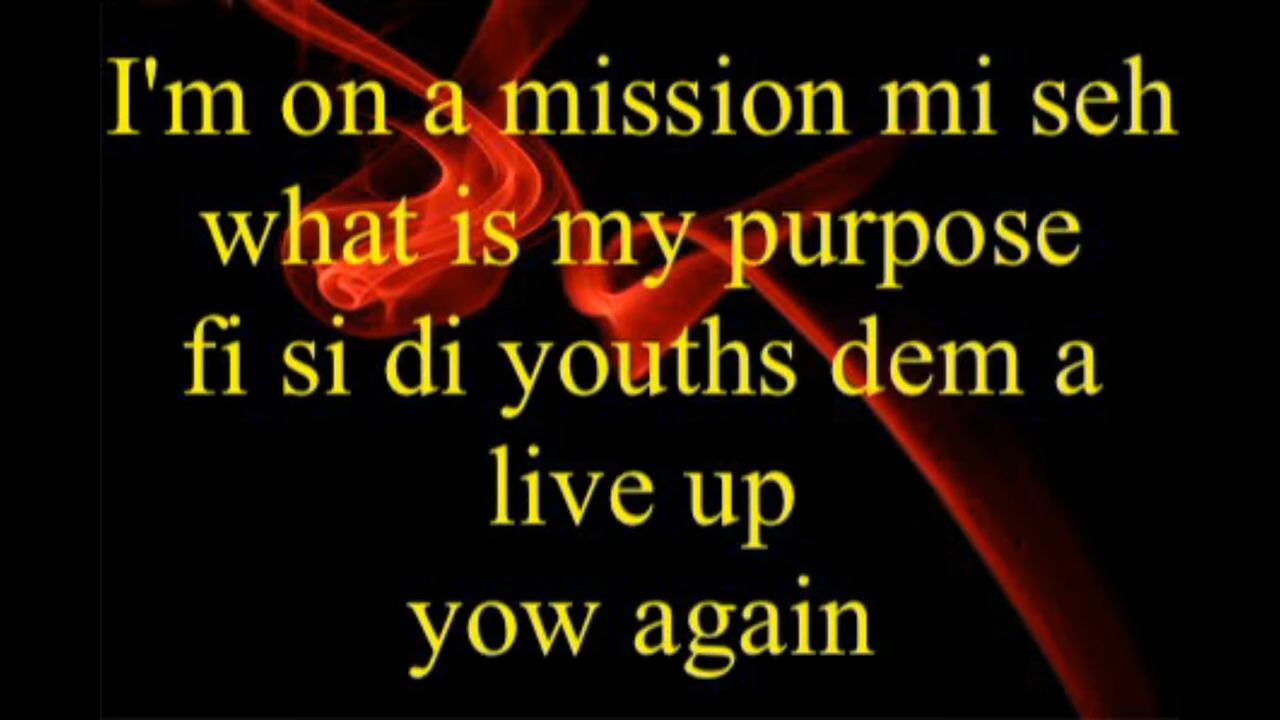 I'm on a mission mi seh
what is my purpose
fi si di youths dem a
live up
yow again